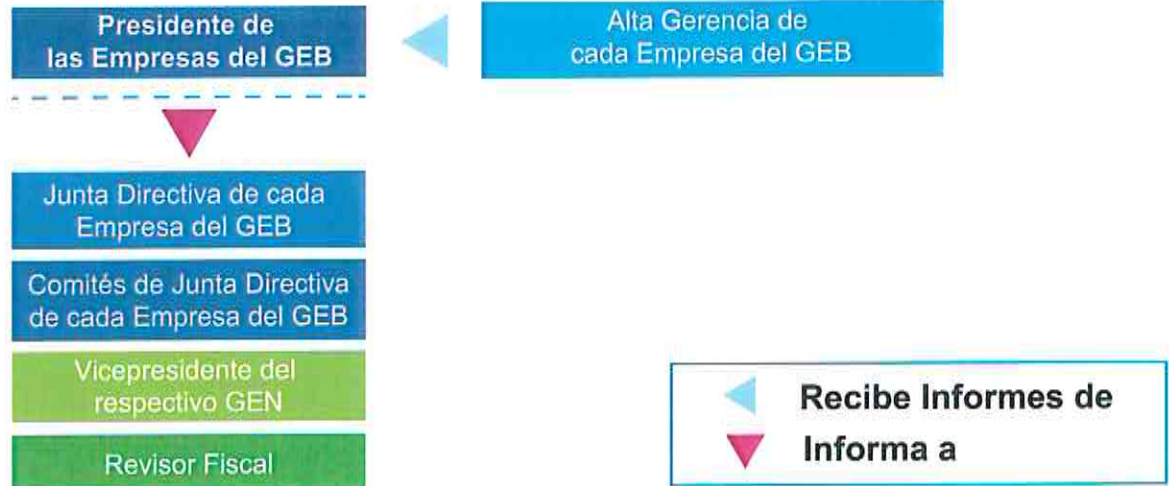 Presidente de
las Empresas del GEB
Alta Gerencia de
cada Empresa del GEB
Junta Directiva de cada
Empresa del GEB
Comités de Junta Directiva
de cada Empresa del GEB
Vicepresidente del
respectivo GEN
Revisor Fiscal
Recibe Informes de
Informa a